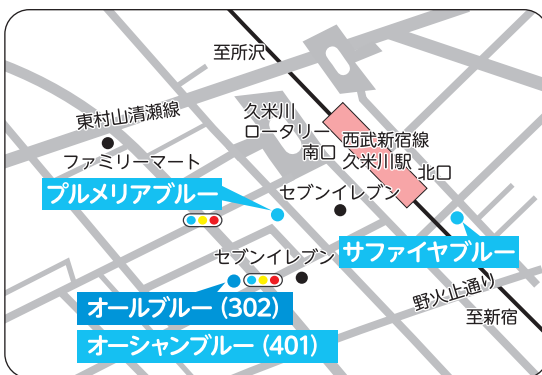 至所沢
東村山清瀬線
久米川
ロータリー
南口
西武新宿線
久米川駅
北口
ファミリーマート
プルメリアブルー
セブンイレブン
サファイヤブルー
セブンイレブン
オールブルー(302)
オーシャンブルー(401)
野火止通り
至新宿